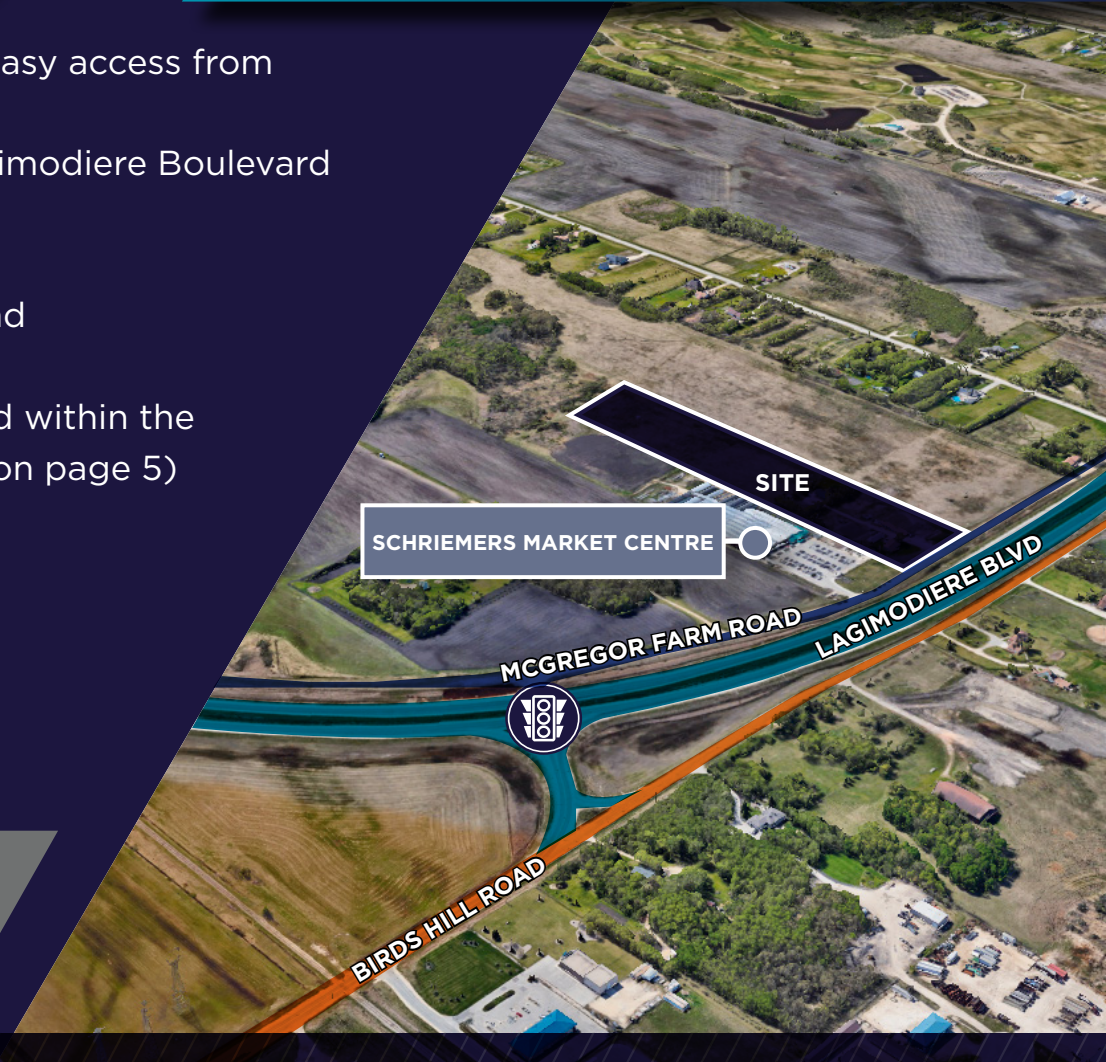 asy access from
imodiere Boulevard
d
d within the
on page 5)
SITE
SCHRIEMERS MARKET CENTRE
MCGREGOR FARM ROAD
LAGIMODIERE BLVD
BIRDS HILL ROAD